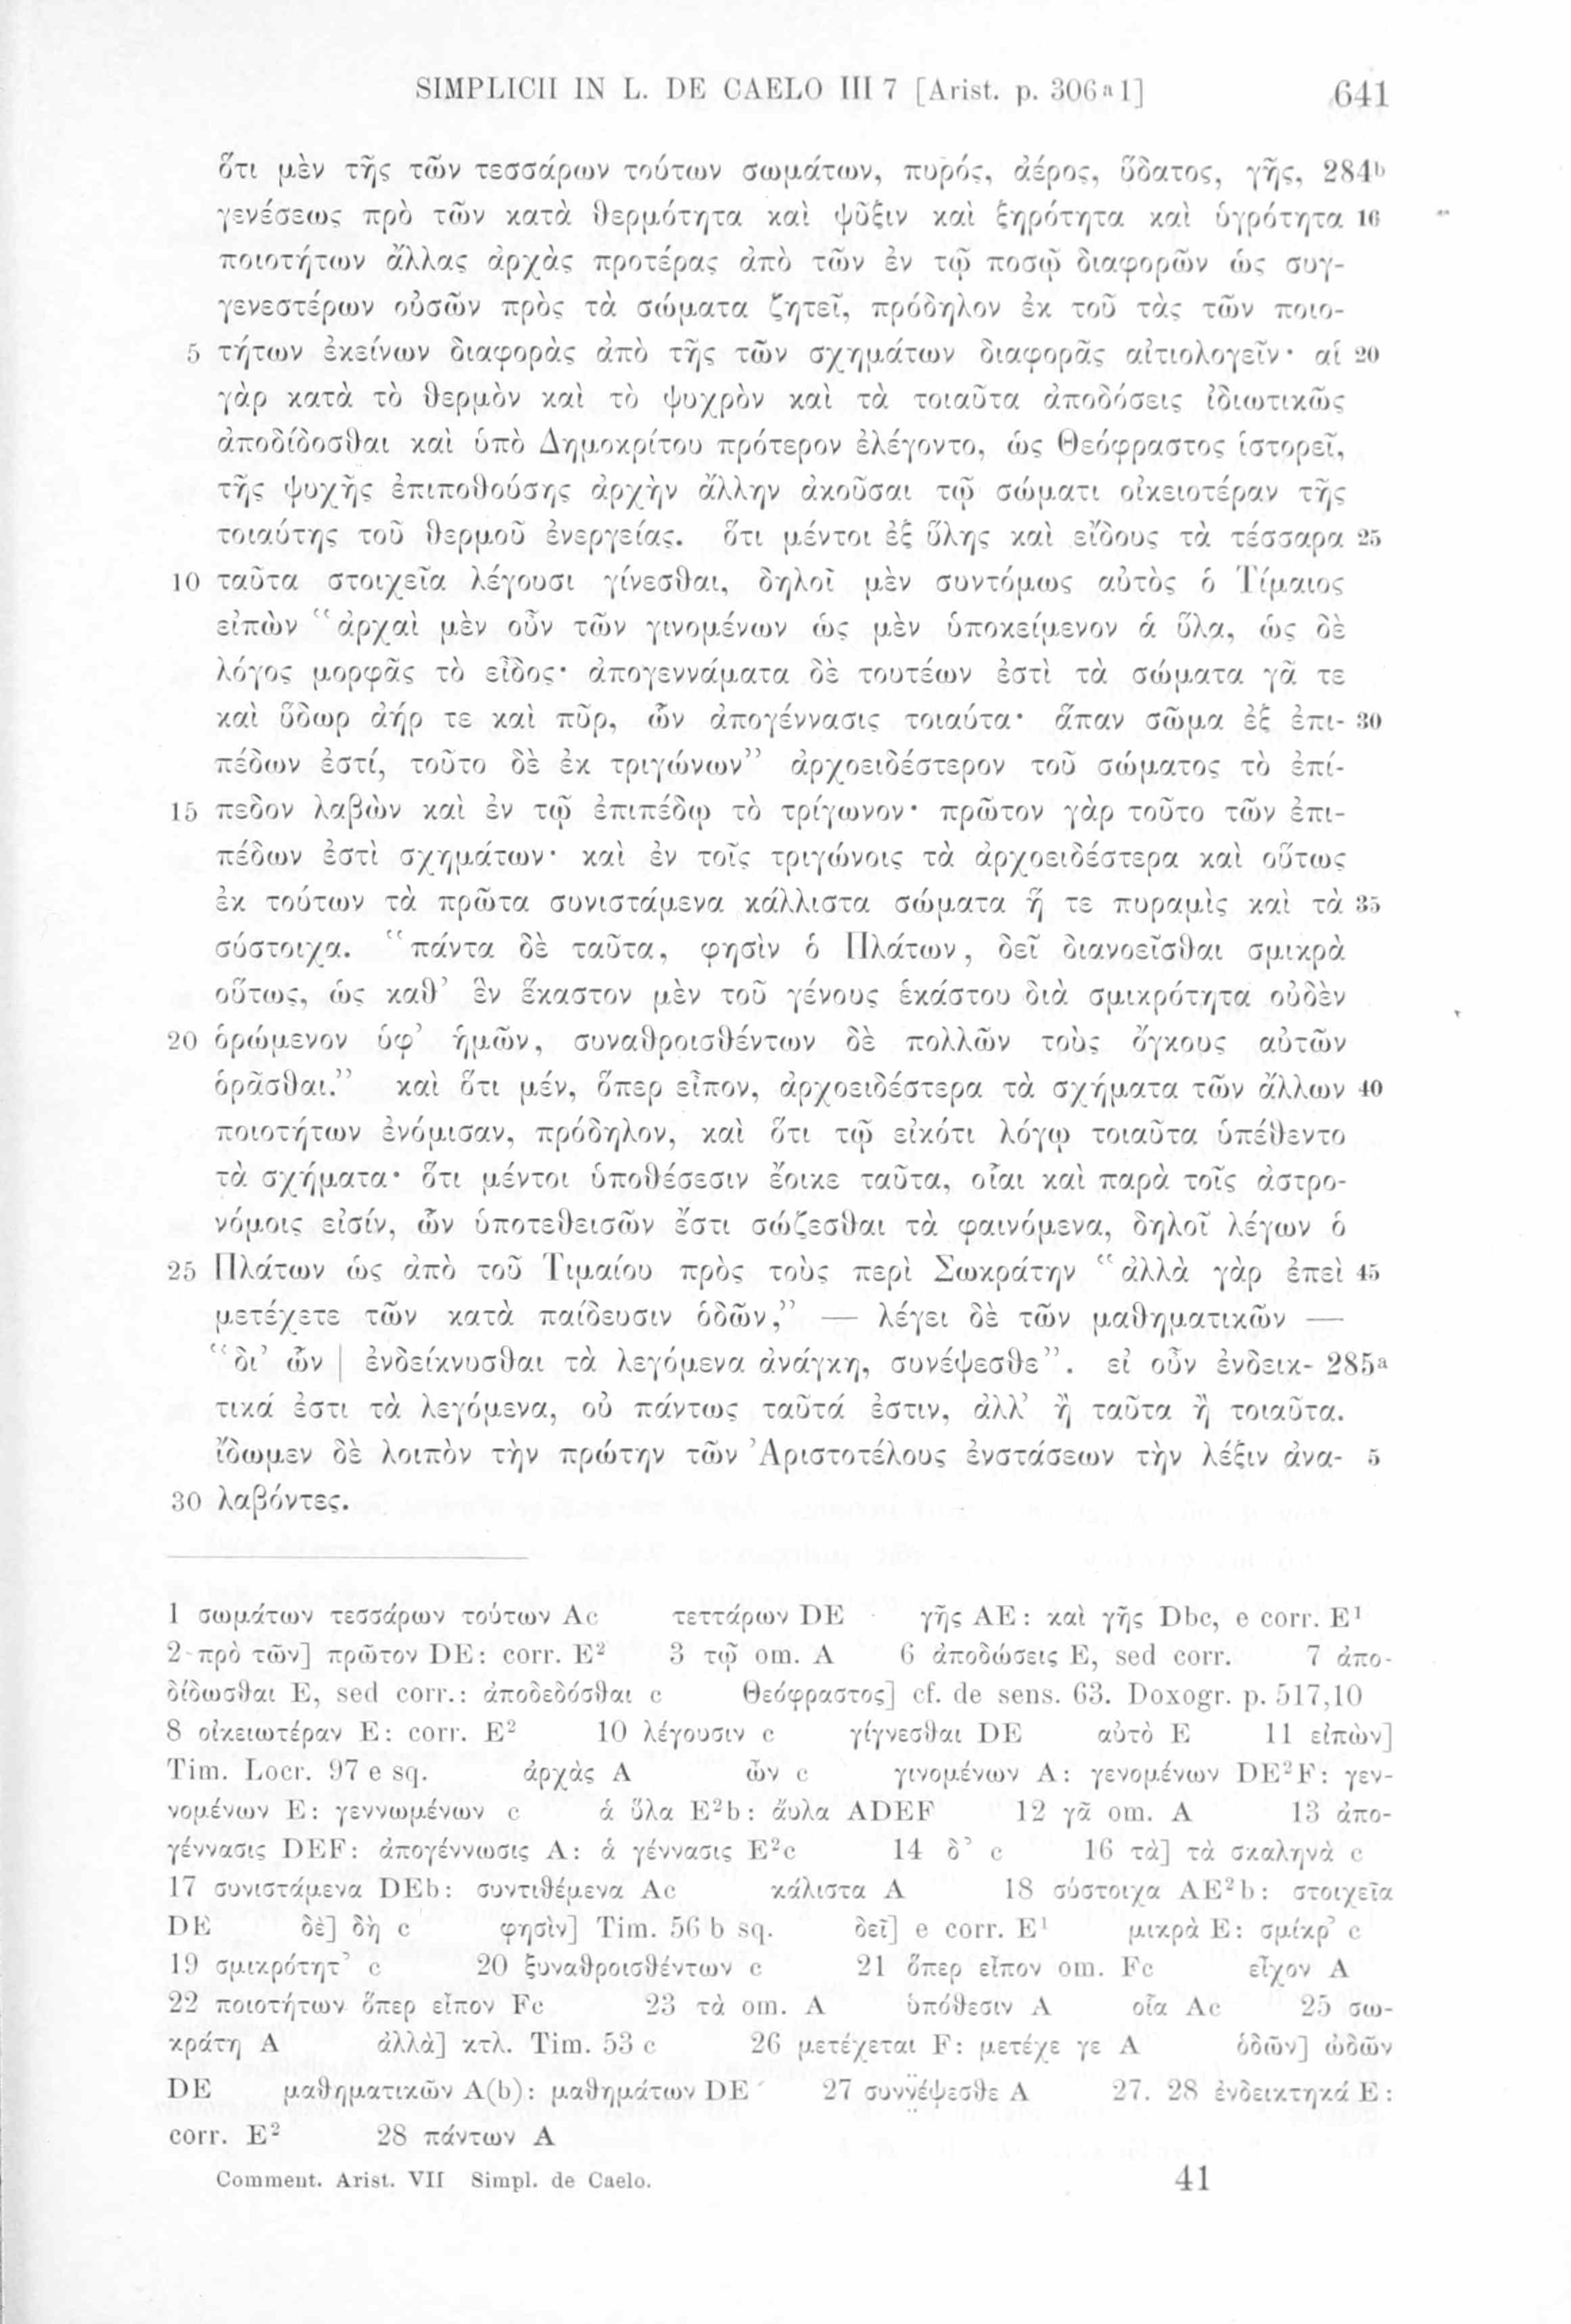 SIMPLICII IN L. DE CAELO III 7 [Arist. p. 306a1] 641
ὅτι μὲν τῆς τῶν τεσσάρων τούτων σωμάτων, πυρός, ἀέρος, ὕδατος, γῆς, 284b
γενέσεως πρὸ τῶν κατὰ θερμότητα καὶ ψῦξιν καὶ ξηρότητα καὶ ὑγρότητα 16
ποιοτήτων ἄλλας ἀρχὰς προτέρας ἀπὸ τῶν ἐν τῷ ποσῷ διαφορῶν ὡς συγ-
γενεστέρων οὐσῶν πρὸς τὰ σώματα ζητεῖ, πρόδηλον ἐκ τοῦ τὰς τῶν ποιο-
5 τήτων ἐκείνων διαφορὰς ἀπὸ τῆς τῶν σχημάτων διαφορᾶς αἰτιολογεῖν· αἱ 20
γὰρ κατὰ τὸ θερμὸν καὶ τὸ ψυχρὸν καὶ τὰ τοιαῦτα ἀποδόσεις ἰδιωτικῶς
ἀποδίδοσθαι καὶ ὑπὸ Δημοκρίτου πρότερον ἐλέγοντο, ὡς Θεόφραστος ἱστορεῖ,
τῆς ψυχῆς ἐπιποθούσης ἀρχὴν ἄλλην ἀκοῦσαι τῷ σώματι οἰκειοτέραν τῆς
τοιαύτης τοῦ θερμοῦ ἐνεργείας. ὅτι μέντοι ἐξ ὕλης καὶ εἴδους τὰ τέσσαρα 25
10 ταῦτα στοιχεῖα λέγουσι γίνεσθαι, δηλοῖ μὲν συντόμως αὐτὸς ὁ Τίμαιος
εἰπὼν “ἀρχαὶ μὲν οὖν τῶν γινομένων ὡς μὲν ὑποκείμενον ἁ ὕλα, ὡς δὲ
λόγος μορφᾶς τὸ εἶδος· ἀπογεννάματα δὲ τουτέων ἐστὶ τὰ σώματα γᾶ τε
καὶ ὕδωρ ἀήρ τε καὶ πῦρ, ὧν ἀπογέννασις τοιαύτα· ἅπαν σῶμα ἐξ ἐπι- 30
πέδων ἐστί, τοῦτο δὲ ἐκ τριγώνων” ἀρχοειδέστερον τοῦ σώματος τὸ ἐπί-
15 πεδον λαβὼν καὶ ἐν τῷ ἐπιπέδῳ τὸ τρίγωνον· πρῶτον γὰρ τοῦτο τῶν ἐπι-
πέδων ἐστὶ σχημάτων· καὶ ἐν τοῖς τριγώνοις τὰ ἀρχοειδέστερα καὶ οὕτως
ἐκ τούτων τὰ πρῶτα συνιστάμενα κάλλιστα σώματα ἥ τε πυραμὶς καὶ τὰ 35
σύστοιχα. “πάντα δὲ ταῦτα, φησὶν ὁ Πλάτων, δεῖ διανοεῖσθαι σμικρὰ
οὕτως, ὡς καθ’ ἓν ἕκαστον μὲν τοῦ γένους ἑκάστου διὰ σμικρότητα οὐδὲν
20 ὁρώμενον ὑφ’ ἡμῶν, συναθροισθέντων δὲ πολλῶν τοὺς ὄγκους αὐτῶν
ὁρᾶσθαι.” καὶ ὅτι μέν, ὅπερ εἶπον, ἀρχοειδέστερα τὰ σχήματα τῶν ἄλλων 40
ποιοτήτων ἐνόμισαν, πρόδηλον, καὶ ὅτι τῷ εἰκότι λόγῳ τοιαῦτα ὑπέθεντο
τὰ σχήματα· ὅτι μέντοι ὑποθέσεσιν ἔοικε ταῦτα, οἷαι καὶ παρὰ τοῖς ἀστρο-
νόμοις εἰσίν, ὧν ὑποτεθεισῶν ἔστι σώζεσθαι τὰ φαινόμενα, δηλοῖ λέγων ὁ
25 Πλάτων ὡς ἀπὸ τοῦ Τιμαίου πρὸς τοὺς περὶ Σωκράτην “ἀλλὰ γὰρ ἐπεὶ 45
μετέχετε τῶν κατὰ παίδευσιν ὁδῶν,” — λέγει δὲ τῶν μαθηματικῶν —
“δι’ ὧν | ἐνδείκνυσθαι τὰ λεγόμενα ἀνάγκη, συνέψεσθε”. εἰ οὖν ἐνδεικ- 285a
τικά ἐστι τὰ λεγόμενα, οὐ πάντως ταῦτά ἐστιν, ἀλλ’ ἢ ταῦτα ἢ τοιαῦτα.
ἴδωμεν δὲ λοιπὸν τὴν πρώτην τῶν Ἀριστοτέλους ἐνστάσεων τὴν λέξιν ἀνα- 5
30 λαβόντες.
1 σωμάτων τεσσάρων τούτων Ac τεττάρων DE γῆς AE: καὶ γῆς Dbc, e corr. E¹
2 πρὸ τῶν] πρῶτον DE: corr. E² 3 τῷ om. A 6 ἀποδώσεις E, sed corr. 7 ἀπο-
δίδωσθαι E, sed corr.: ἀποδεδόσθαι c Θεόφραστος] cf. de sens. 63. Doxogr. p. 517,10
8 οἰκειωτέραν E: corr. E² 10 λέγουσιν c γίγνεσθαι DE αὐτὸ E 11 εἰπὼν]
Tim. Locr. 97 e sq. ἀρχὰς A ὧν c γινομένων A: γενομένων DE²F: γεν-
νομένων E: γεννωμένων c ἁ ὕλα E²b: ἄυλα ADEF 12 γᾶ om. A 13 ἀπο-
γέννασις DEF: ἀπογέννωσις A: ἁ γέννασις E²c 14 δ’ c 16 τὰ] τὰ σκαληνὰ c
17 συνιστάμενα DEb: συντιθέμενα Ac κάλιστα A 18 σύστοιχα AE²b: στοιχεῖα
DE δὲ] δὴ c φησὶν] Tim. 56 b sq. δεῖ] e corr. E¹ μικρὰ E: σμίκρ’ c
19 σμικρότητ’ c 20 ξυναθροισθέντων c 21 ὅπερ εἶπον om. Fc εἶχον A
22 ποιοτήτων ὅπερ εἶπον Fc 23 τὰ om. A ὑπόθεσιν A οἷα Ac 25 σω-
κράτη A ἀλλὰ] κτλ. Tim. 53 c 26 μετέχεται F: μετέχε γε A ὁδῶν] ὠδῶν
DE μαθηματικῶν A(b): μαθημάτων DE 27 συννέψεσθε A 27. 28 ἐνδεικτηκά E:
corr. E² 28 πάντων A
Comment. Arist. VII Simpl. de Caelo. 41